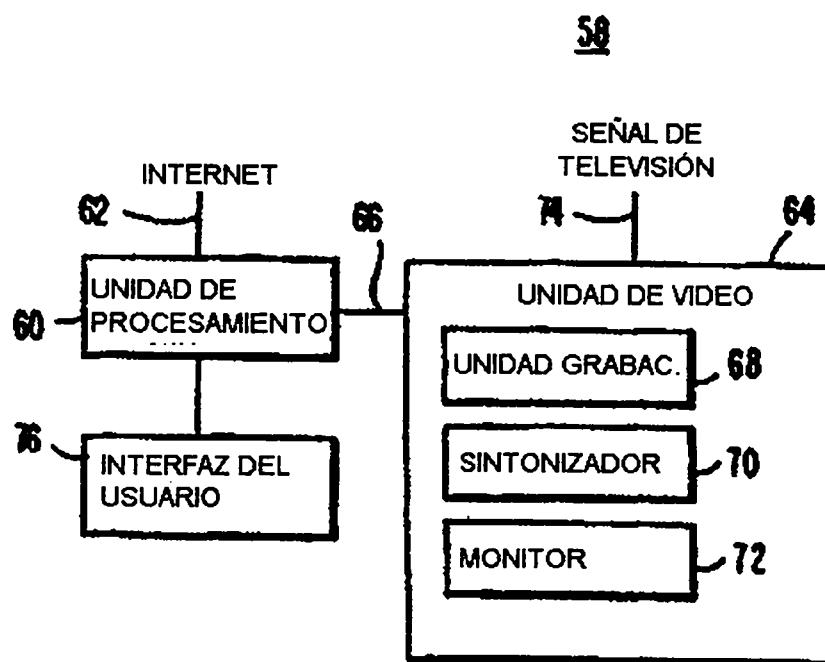 58
SEÑAL DE
TELEVISIÓN
INTERNET
62
66
74
64
UNIDAD DE
PROCESAMIENTO
60
UNIDAD DE VIDEO
UNIDAD GRABAC.
68
76
INTERFAZ DEL
USUARIO
SINTONIZADOR
70
MONITOR
72